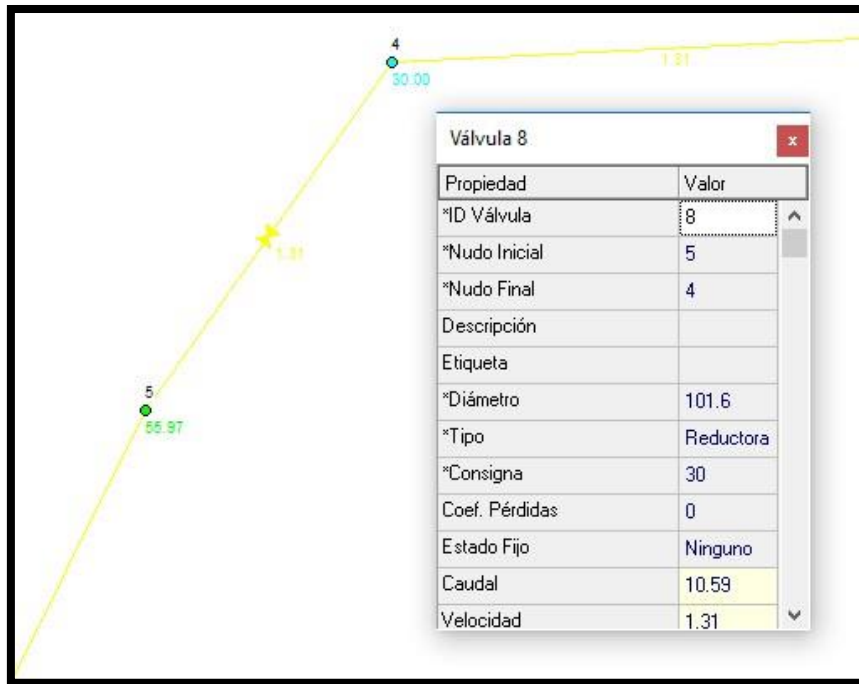 4
30.00
1.31
Válvula 8
x
Propiedad Valor
*ID Válvula 8
*Nudo Inicial 5
*Nudo Final 4
Descripción
Etiqueta
*Diámetro 101.6
*Tipo Reductora
*Consigna 30
Coef. Pérdidas 0
Estado Fijo Ninguno
Caudal 10.59
Velocidad 1.31
1.31
5
55.97